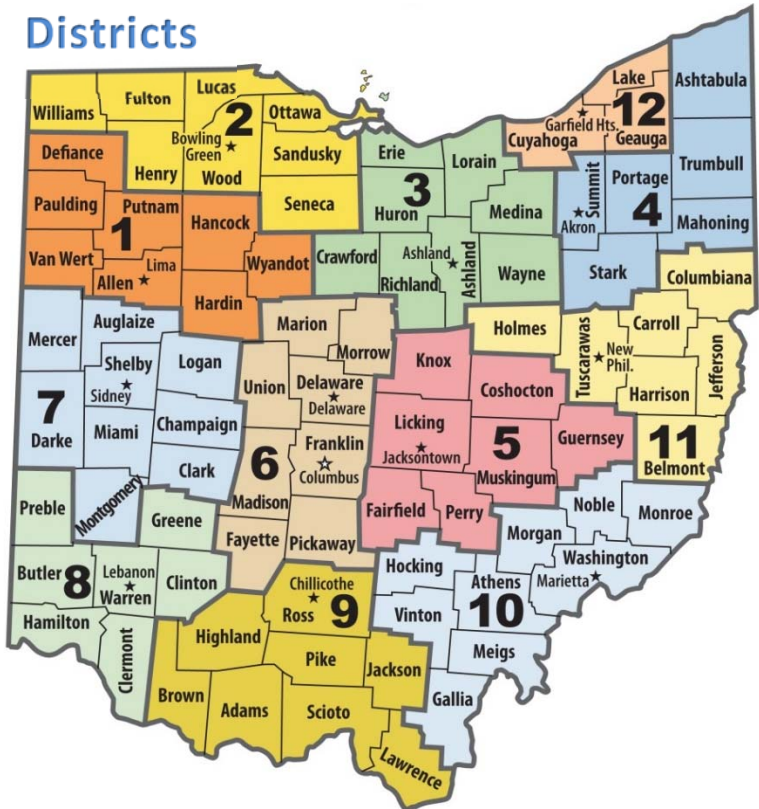 Districts
Williams
Fulton
Lucas
2
Ottawa
Bowling
Green
Henry
Wood
Sandusky
Seneca
Defiance
Paulding
Putnam
1
Hancock
Van Wert
Allen
Lima
Wyandot
Hardin
Erie
Lorain
3
Huron
Medina
Crawford
Richland
Ashland
Ashland
Wayne
Lake
12
Garfield Hts.
Cuyahoga
Geauga
Ashtabula
Trumbull
Summit
Portage
4
Akron
Mahoning
Stark
Columbiana
Holmes
Tuscarawas
Carroll
New
Phil.
Jefferson
Harrison
11
Belmont
Mercer
Auglaize
Shelby
Sidney
Logan
7
Darke
Miami
Champaign
Clark
Montgomery
Marion
Morrow
Union
Delaware
Delaware
Franklin
Columbus
6
Madison
Fayette
Pickaway
Knox
Coshocton
Licking
Jacksontown
5
Muskingum
Guernsey
Fairfield
Perry
Preble
Greene
Butler
8
Lebanon
Warren
Clinton
Hamilton
Clermont
Chillicothe
Ross
9
Highland
Pike
Jackson
Brown
Adams
Scioto
Lawrence
Noble
Monroe
Morgan
Washington
Marietta
Hocking
Athens
10
Vinton
Meigs
Gallia